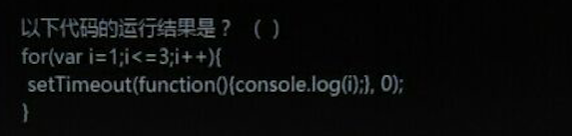 以下代码的运行结果是？ （ ）
for(var i=1;i<=3;i++){
setTimeout(function(){console.log(i);}, 0);
}